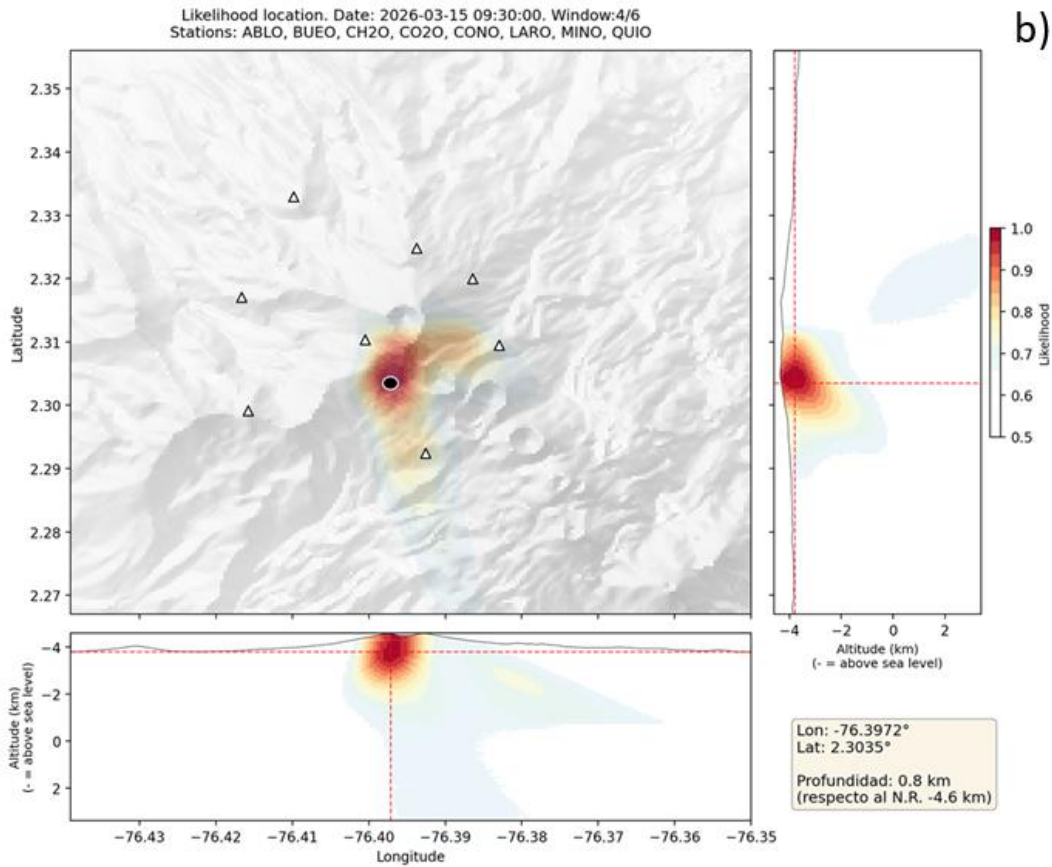 Likelihood location. Date: 2026-03-15 09:30:00. Window:4/6
Stations: ABLO, BUEO, CH2O, CO2O, CONO, LARO, MINO, QUIO
b)
2.35
2.34
2.33
2.32
2.31
2.30
2.29
2.28
2.27
Latitude
−4
−2
0
2
Altitude (km)
(- = above sea level)
1.0
0.9
0.8
0.7
0.6
0.5
Likelihood
−4
−2
0
2
Altitude (km)
(- = above sea level)
−76.43
−76.42
−76.41
−76.40
−76.39
−76.38
−76.37
−76.36
−76.35
Longitude
Lon: -76.3972°
Lat: 2.3035°
Profundidad: 0.8 km
(respecto al N.R. -4.6 km)